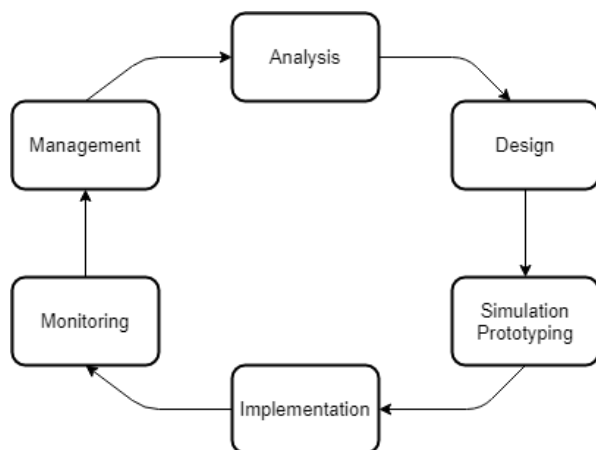 Analysis
Design
Simulation
Prototyping
Implementation
Monitoring
Management